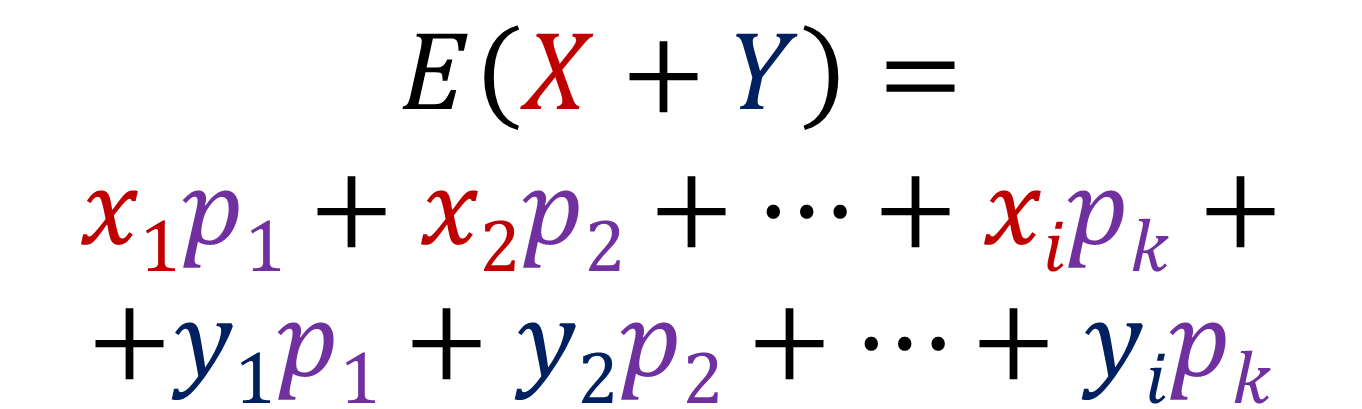 E(X + Y) =
x₁p₁ + x₂p₂ + ⋯ + xᵢpₖ +
+y₁p₁ + y₂p₂ + ⋯ + yᵢpₖ